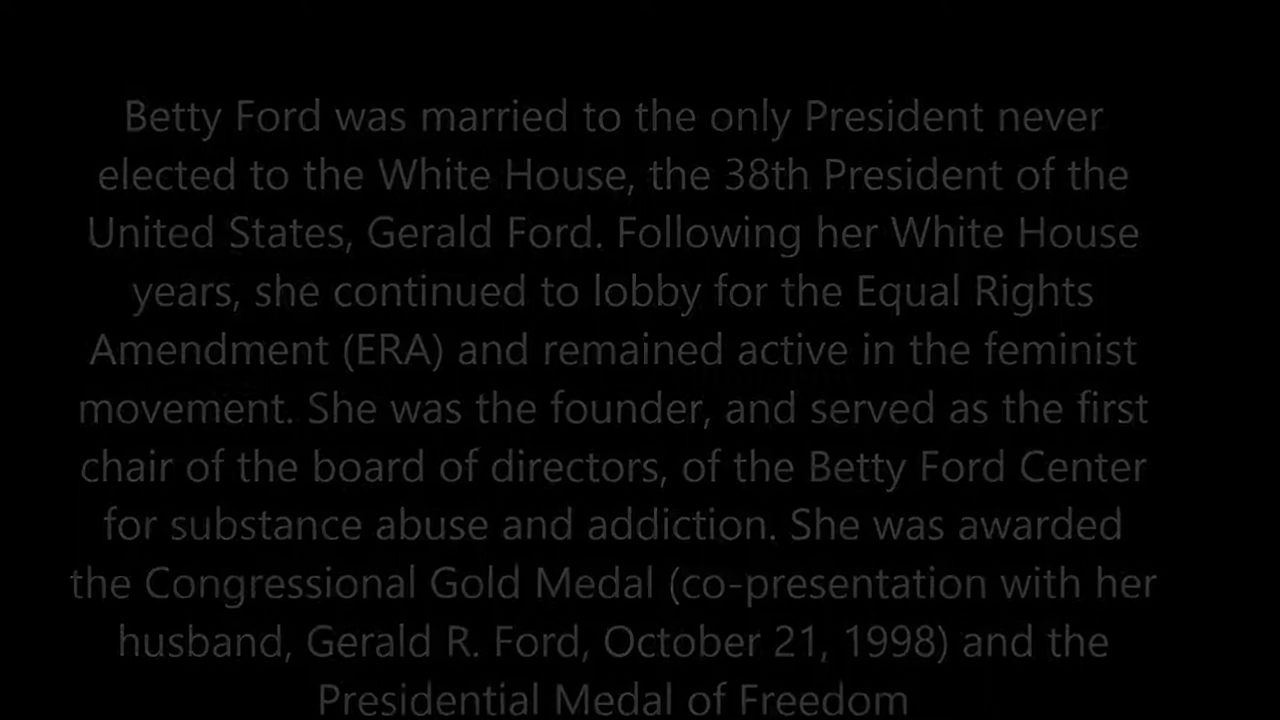 Betty Ford was married to the only President never
elected to the White House, the 38th President of the
United States, Gerald Ford. Following her White House
years, she continued to lobby for the Equal Rights
Amendment (ERA) and remained active in the feminist
movement. She was the founder, and served as the first
chair of the board of directors, of the Betty Ford Center
for substance abuse and addiction. She was awarded
the Congressional Gold Medal (co-presentation with her
husband, Gerald R. Ford, October 21, 1998) and the
Presidential Medal of Freedom